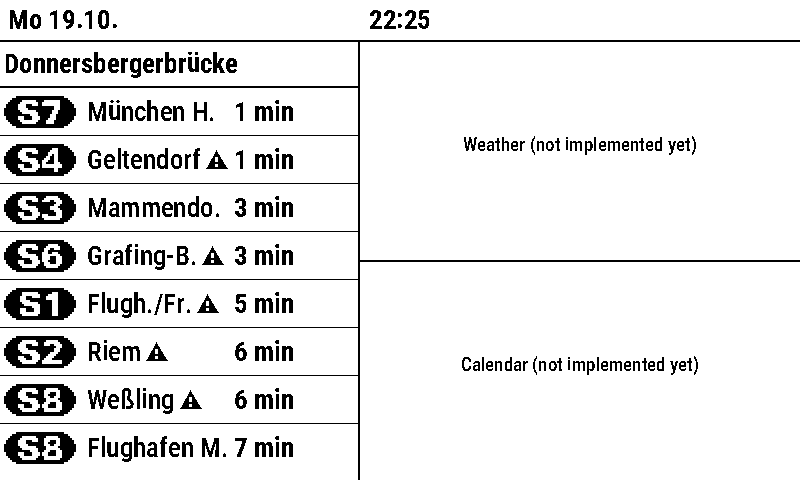 Mo 19.10. 22:25
Donnersbergerbrücke
S7 München H. 1 min
S4 Geltendorf ⚠ 1 min
S3 Mammendo. 3 min
S6 Grafing-B. ⚠ 3 min
S1 Flugh./Fr. ⚠ 5 min
S2 Riem ⚠ 6 min
S8 Weßling ⚠ 6 min
S8 Flughafen M. 7 min
Weather (not implemented yet)
Calendar (not implemented yet)